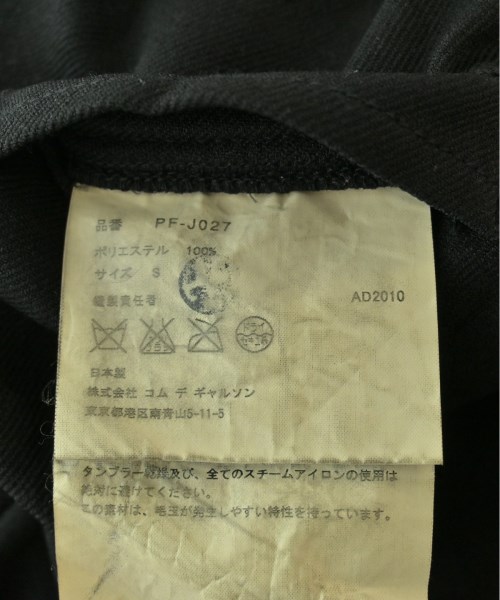 品番 PF-J027
ポリエステル 100%
サイズ S
縫製責任者
AD2010
ドライ
日本製
株式会社 コム デ ギャルソン
東京都港区南青山5-11-5
タンブラー乾燥及び、全てのスチームアイロンの使用は
絶対に避けてください。
この素材は、毛玉が発生しやすい特性を持っています。